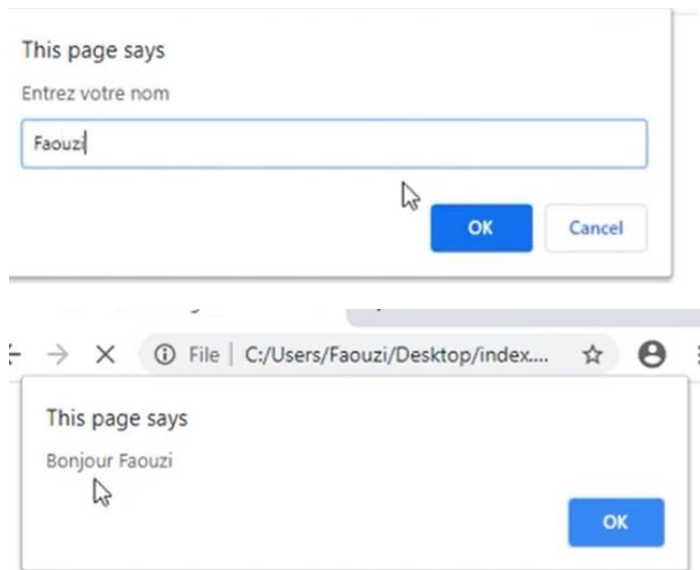 This page says
Entrez votre nom
Faouzi
OK
Cancel
File | C:/Users/Faouzi/Desktop/index....
This page says
Bonjour Faouzi
OK